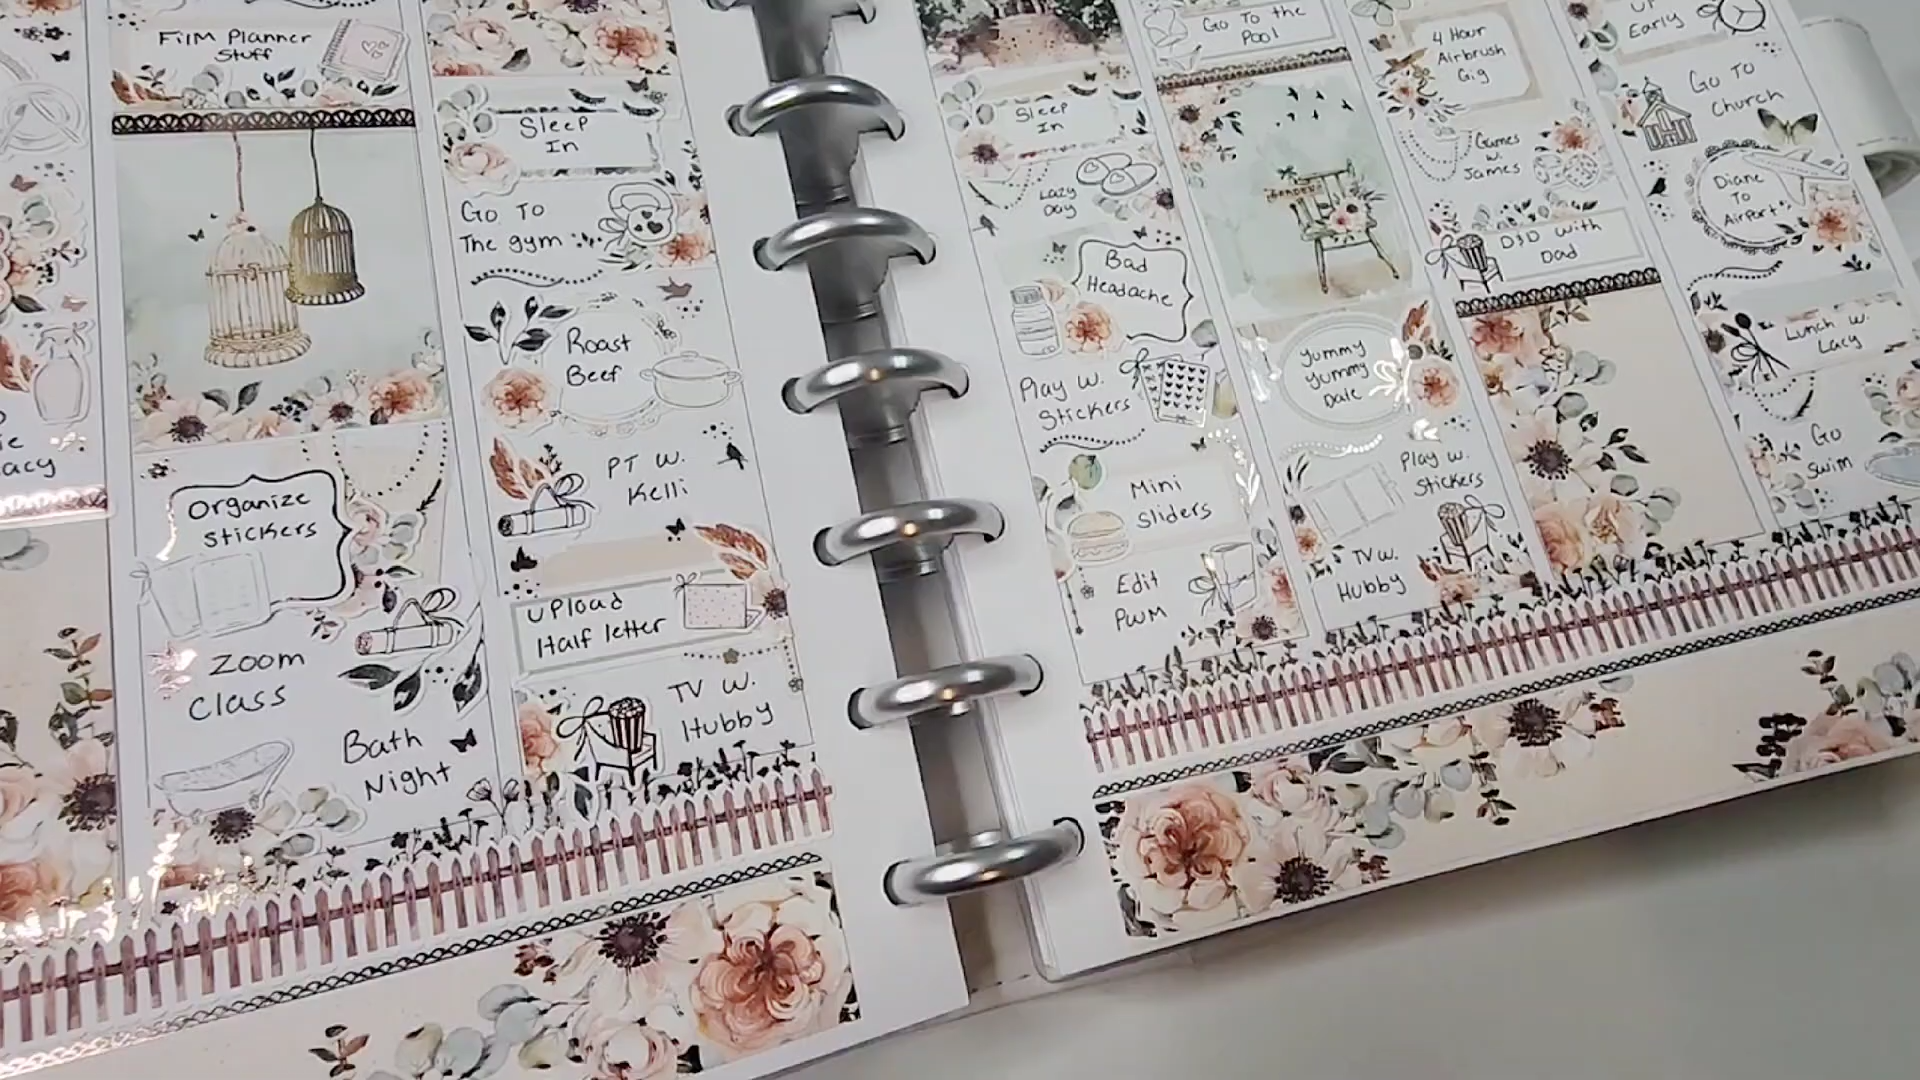 Film Planner
Stuff
acy
Organize
stickers
Zoom
Class
Bath
Night
Sleep
In
Go To
The gym
Roast
Beef
PT w.
Kelli
Upload
Half letter
TV w.
Hubby
Sleep
In
Lazy
Day
Bad
Headache
Play w.
Stickers
Mini
Sliders
Edit
PWM
Go To the
Pool
Yummy
Yummy
Date
Play w.
Stickers
TV w.
Hubby
4 Hour
Airbrush
Gig
Games
w.
James
D&D with
Dad
Up
Early
Go To
Church
Diane
To
Airport
Lunch w.
Lacy
Go
Swim